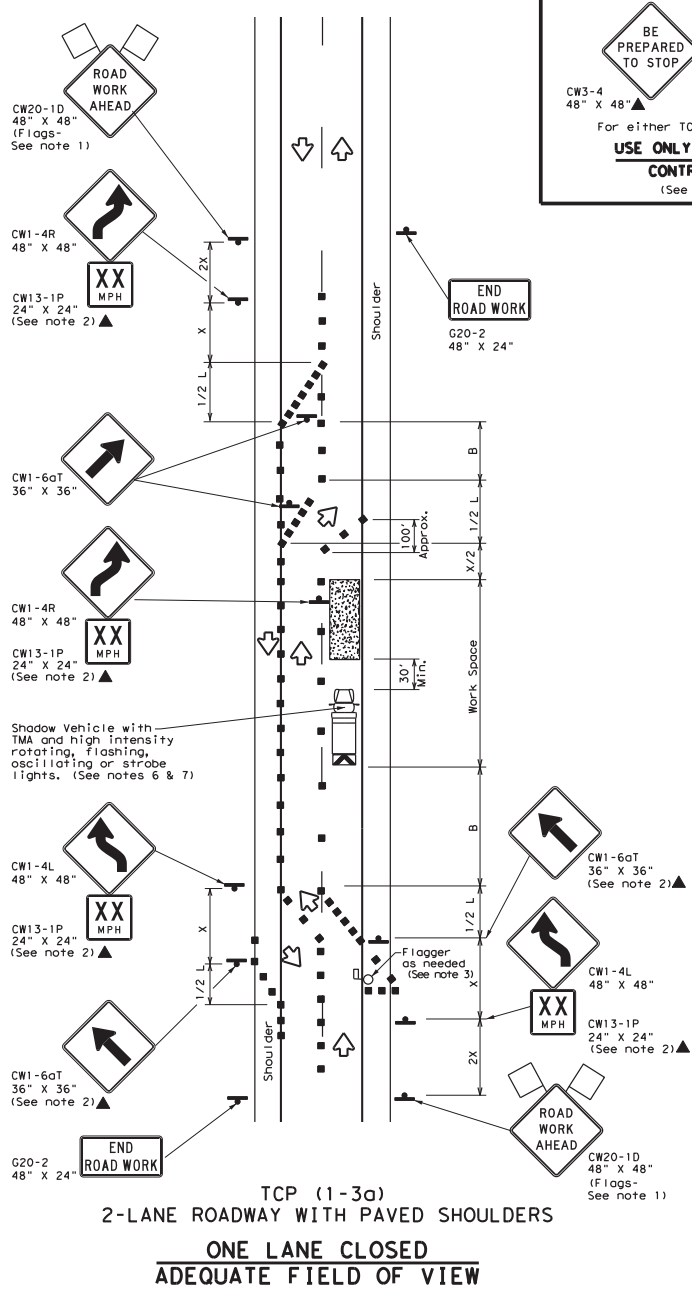 ROAD
WORK
AHEAD
CW20-1D
48" X 48"
(Flags-
See note 1)
CW1-4R
48" X 48"
XX
MPH
CW13-1P
24" X 24"
(See note 2)▲
CW1-6aT
36" X 36"
CW1-4R
48" X 48"
XX
MPH
CW13-1P
24" X 24"
(See note 2)▲
Shadow Vehicle with
TMA and high intensity
rotating, flashing,
oscillating or strobe
lights. (See notes 6 & 7)
CW1-4L
48" X 48"
XX
MPH
CW13-1P
24" X 24"
(See note 2)▲
CW1-6aT
36" X 36"
(See note 2)▲
END
ROAD WORK
G20-2
48" X 24"
2X
X
1/2 L
X
1/2 L
Shoulder
Shoulder
100'
Approx.
30'
Min.
B
1/2 L
X/2
Work Space
B
1/2 L
X
2X
Flagger
as needed
(See note 3)
BE
PREPARED
TO STOP
CW3-4
48" X 48"▲
For either TC
USE ONLY
CONTR
(See
END
ROAD WORK
G20-2
48" X 24"
CW1-6aT
36" X 36"
(See note 2)▲
CW1-4L
48" X 48"
XX
MPH
CW13-1P
24" X 24"
(See note 2)▲
ROAD
WORK
AHEAD
CW20-1D
48" X 48"
(Flags-
See note 1)
TCP (1-3a)
2-LANE ROADWAY WITH PAVED SHOULDERS
ONE LANE CLOSED
ADEQUATE FIELD OF VIEW